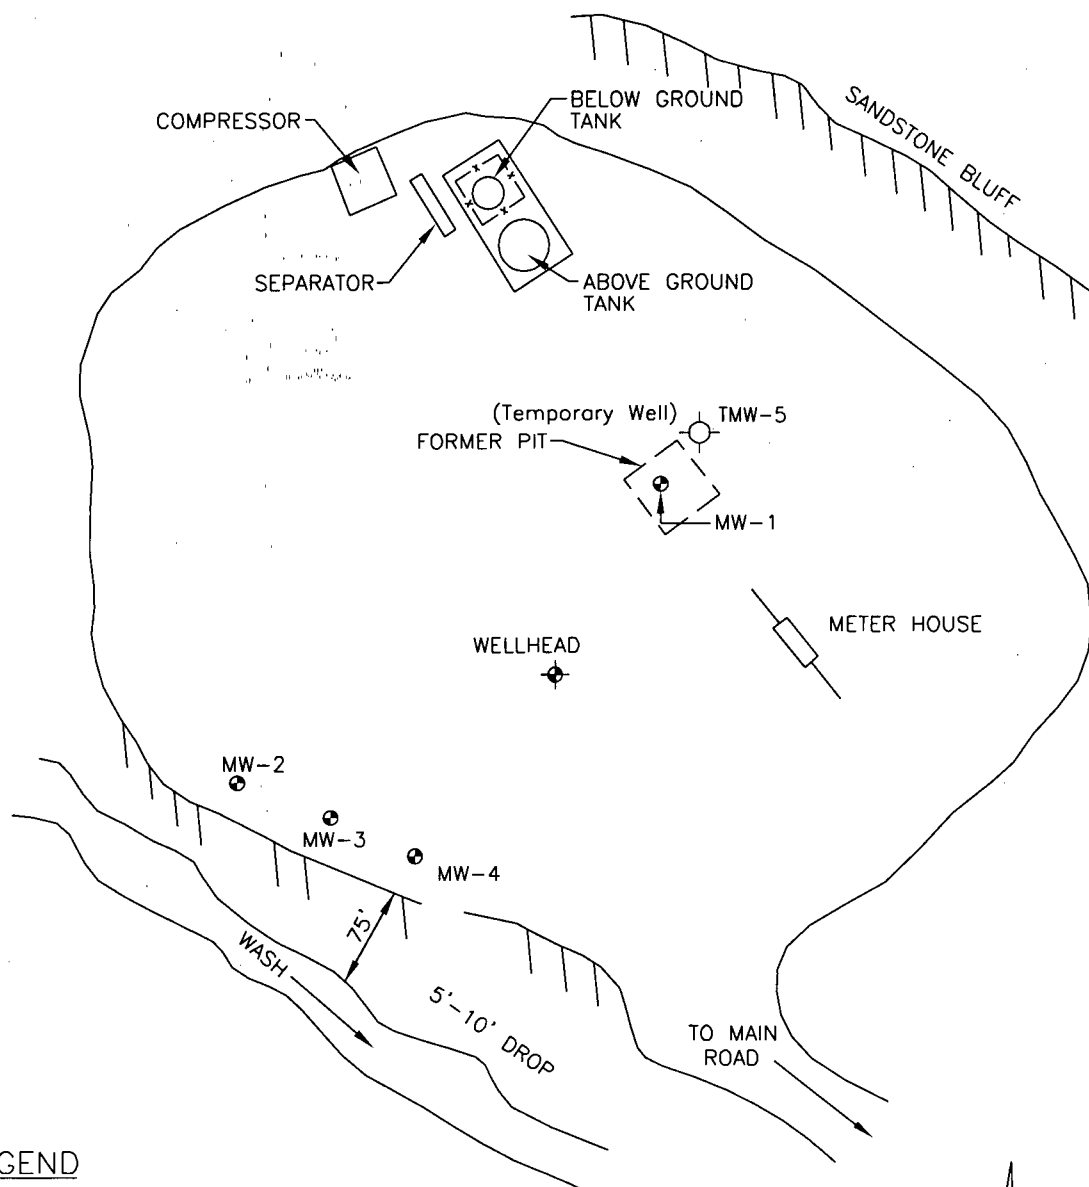 BELOW GROUND
TANK
COMPRESSOR
SANDSTONE BLUFF
SEPARATOR
ABOVE GROUND
TANK
(Temporary Well) TMW-5
FORMER PIT
MW-1
METER HOUSE
WELLHEAD
MW-2
MW-3
MW-4
75'
WASH
5'-10' DROP
TO MAIN
ROAD
GEND